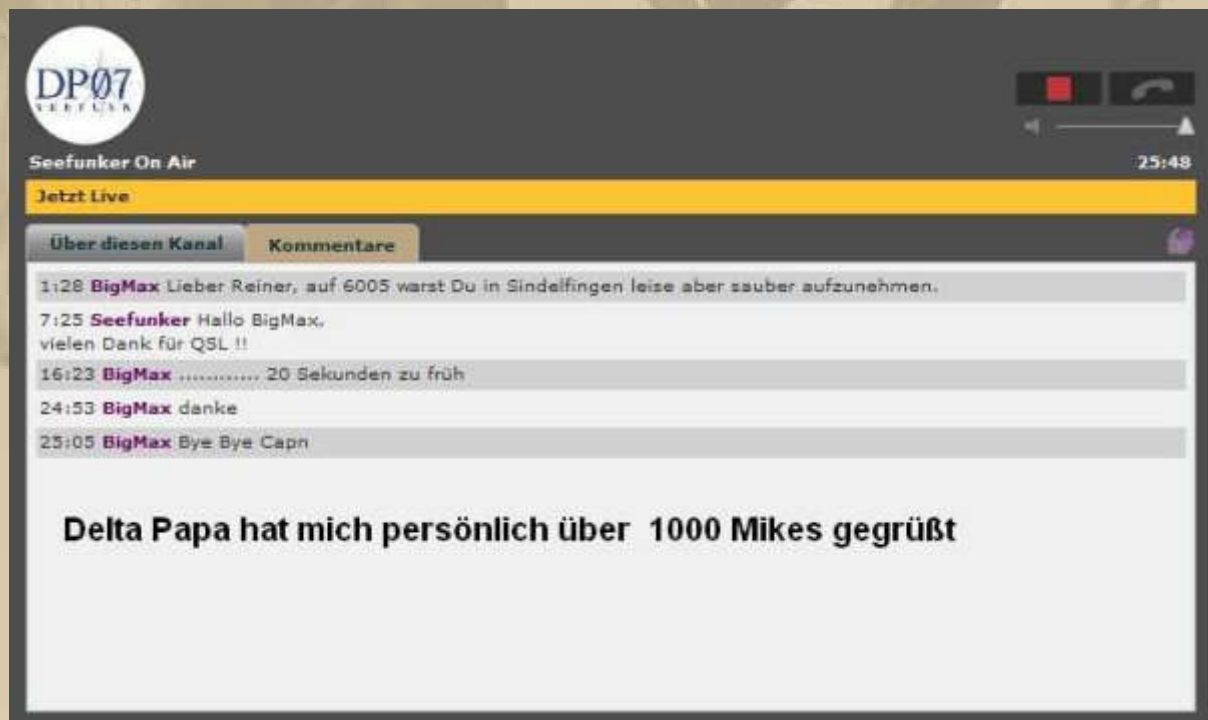 DPØ7
SEEFUNK
Seefunker On Air
25:48
Jetzt Live
Über diesen Kanal
Kommentare
1:28 BigMax Lieber Reiner, auf 6005 warst Du in Sindelfingen leise aber sauber aufzunehmen.
7:25 Seefunker Hallo BigMax,
vielen Dank für QSL !!
16:23 BigMax ............ 20 Sekunden zu früh
24:53 BigMax danke
25:05 BigMax Bye Bye Capn
Delta Papa hat mich persönlich über 1000 Mikes gegrüßt